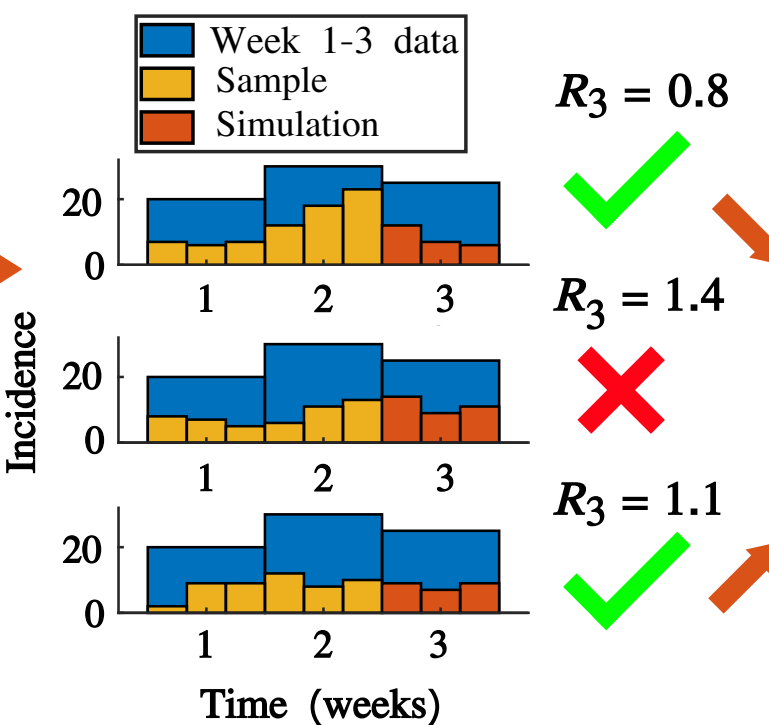 Week 1-3 data
Sample
Simulation
R₃ = 0.8
20
0
1 2 3
R₃ = 1.4
Incidence
20
0
1 2 3
R₃ = 1.1
20
0
1 2 3
Time (weeks)